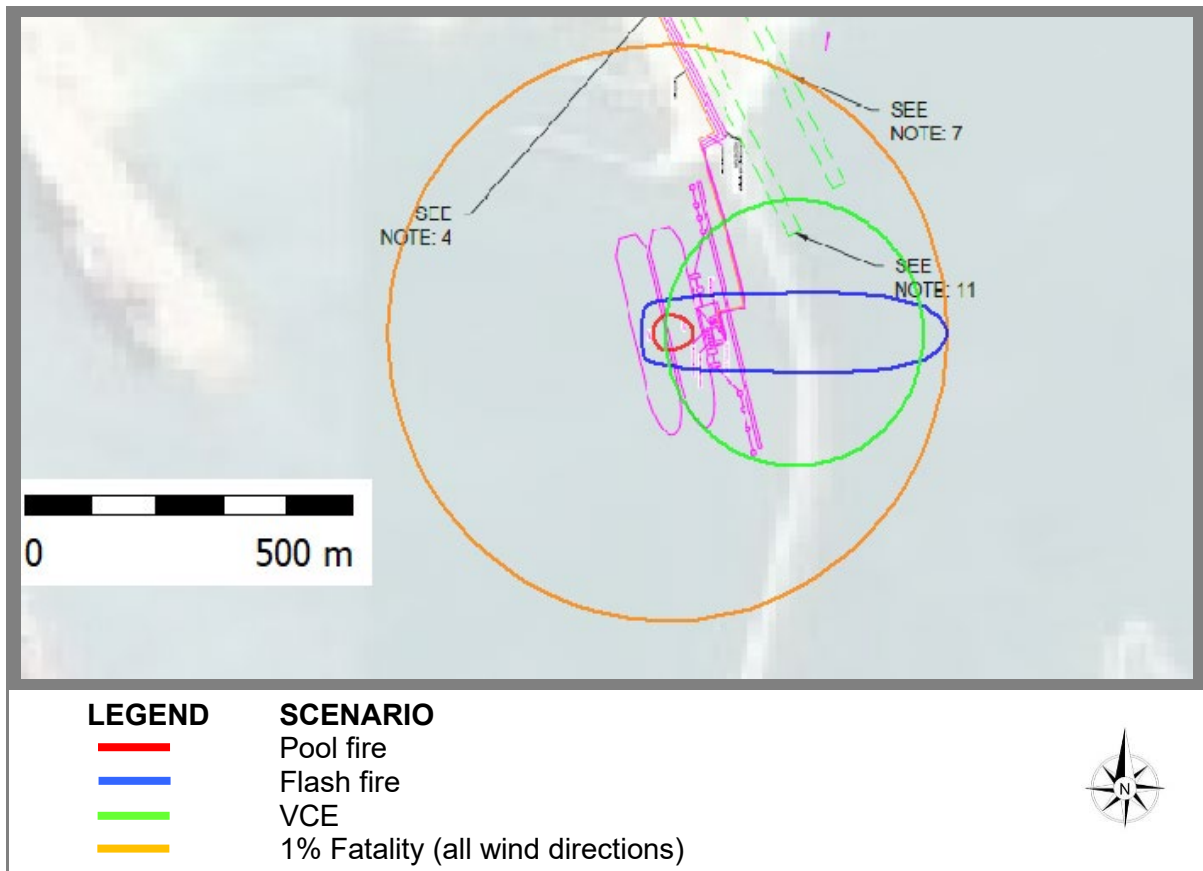 SEE
NOTE: 7
SEE
NOTE: 4
SEE
NOTE: 11
0
500 m
LEGEND
SCENARIO
Pool fire
Flash fire
VCE
1% Fatality (all wind directions)
N